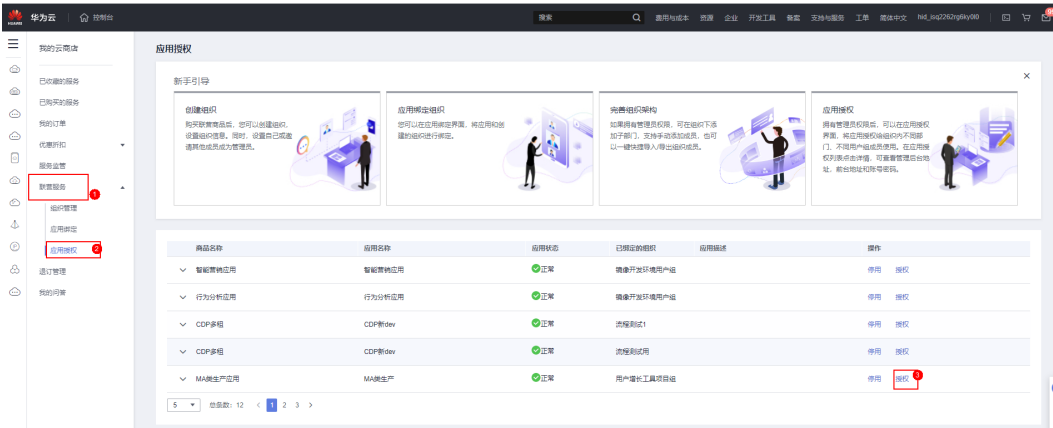 HUAWEI 华为云 控制台 搜索 费用与成本 资源 企业 开发工具 备案 支持与服务 工单 简体中文 hid_isq2262rg6ky0i0
我的云商店
已收藏的服务
已购买的服务
我的订单
优惠折扣
服务监管
联营服务 1
组织管理
应用绑定
应用授权 2
退订管理
我的问答
应用授权
新手引导
创建组织
购买联营商品后，您可以创建组织，
设置组织信息。同时，设置自己或邀
请其他成员成为管理员。
应用绑定组织
您可以在应用绑定界面，将应用和创
建的组织进行绑定。
完善组织架构
如果拥有管理员权限，可在组织下添
加子部门，支持手动添加成员，也可
以一键快捷导入/导出组织成员。
应用授权
拥有管理员权限后，可以在应用授权
界面，将应用授权给组织内不同部
门、不同用户组成员使用。在应用授
权列表点击详情，可查看管理后台地
址，前台地址和账号密码。
商品名称 应用名称 应用状态 已绑定的组织 应用描述 操作
智能营销应用 智能营销应用 正常 镜像开发环境用户组 停用 授权
行为分析应用 行为分析应用 正常 镜像开发环境用户组 停用 授权
CDP多租 CDP新dev 正常 流程测试1 停用 授权
CDP多租 CDP新dev 正常 流程测试用 停用 授权
MA类生产应用 MA类生产 正常 用户增长工具项目组 停用 授权 3
5 总条数: 12 < 1 2 3 >